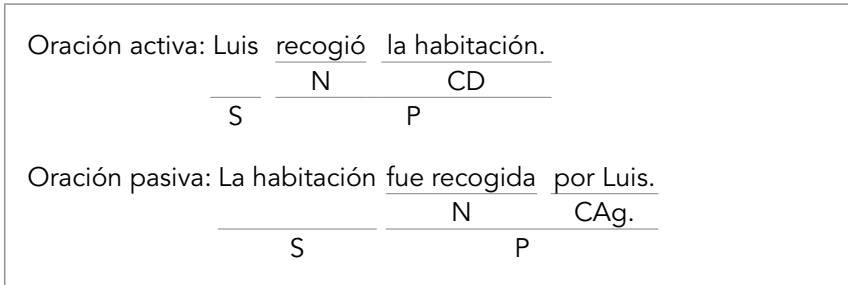 Oración activa: Luis recogió la habitación.
N CD
S P
Oración pasiva: La habitación fue recogida por Luis.
N CAg.
S P